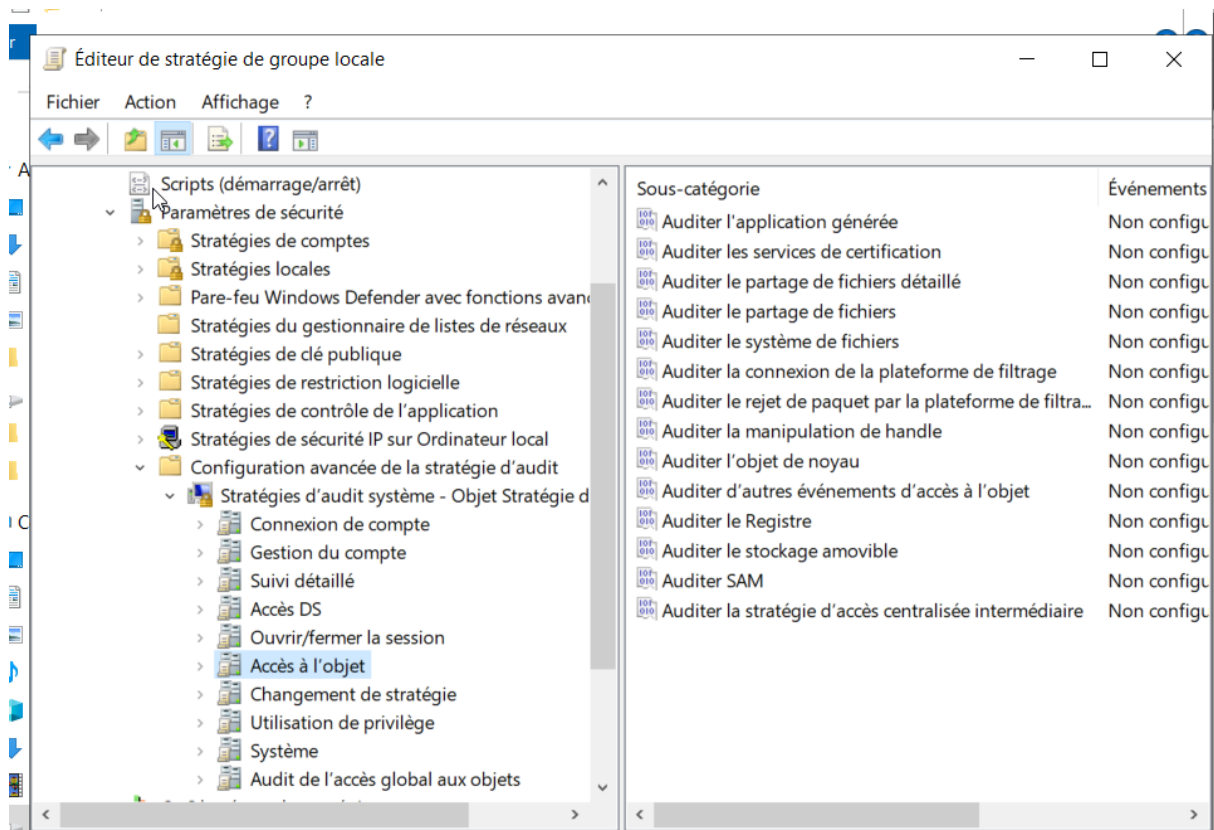 Éditeur de stratégie de groupe locale
Fichier Action Affichage ?
Scripts (démarrage/arrêt)
Paramètres de sécurité
Stratégies de comptes
Stratégies locales
Pare-feu Windows Defender avec fonctions
Stratégies du gestionnaire de listes de réseaux
Stratégies de clé publique
Stratégies de restriction logicielle
Stratégies de contrôle de l'application
Stratégies de sécurité IP sur Ordinateur local
Configuration avancée de la stratégie d'audit
Stratégies d'audit système - Objet Stratégie d
Connexion de compte
Gestion du compte
Suivi détaillé
Accès DS
Ouvrir/fermer la session
Accès à l'objet
Changement de stratégie
Utilisation de privilège
Système
Audit de l'accès global aux objets
Sous-catégorie Événements
Auditer l'application générée Non configu
Auditer les services de certification Non configu
Auditer le partage de fichiers détaillé Non configu
Auditer le partage de fichiers Non configu
Auditer le système de fichiers Non configu
Auditer la connexion de la plateforme de filtrage Non configu
Auditer le rejet de paquet par la plateforme de filtra... Non configu
Auditer la manipulation de handle Non configu
Auditer l'objet de noyau Non configu
Auditer d'autres événements d'accès à l'objet Non configu
Auditer le Registre Non configu
Auditer le stockage amovible Non configu
Auditer SAM Non configu
Auditer la stratégie d'accès centralisée intermédiaire Non configu